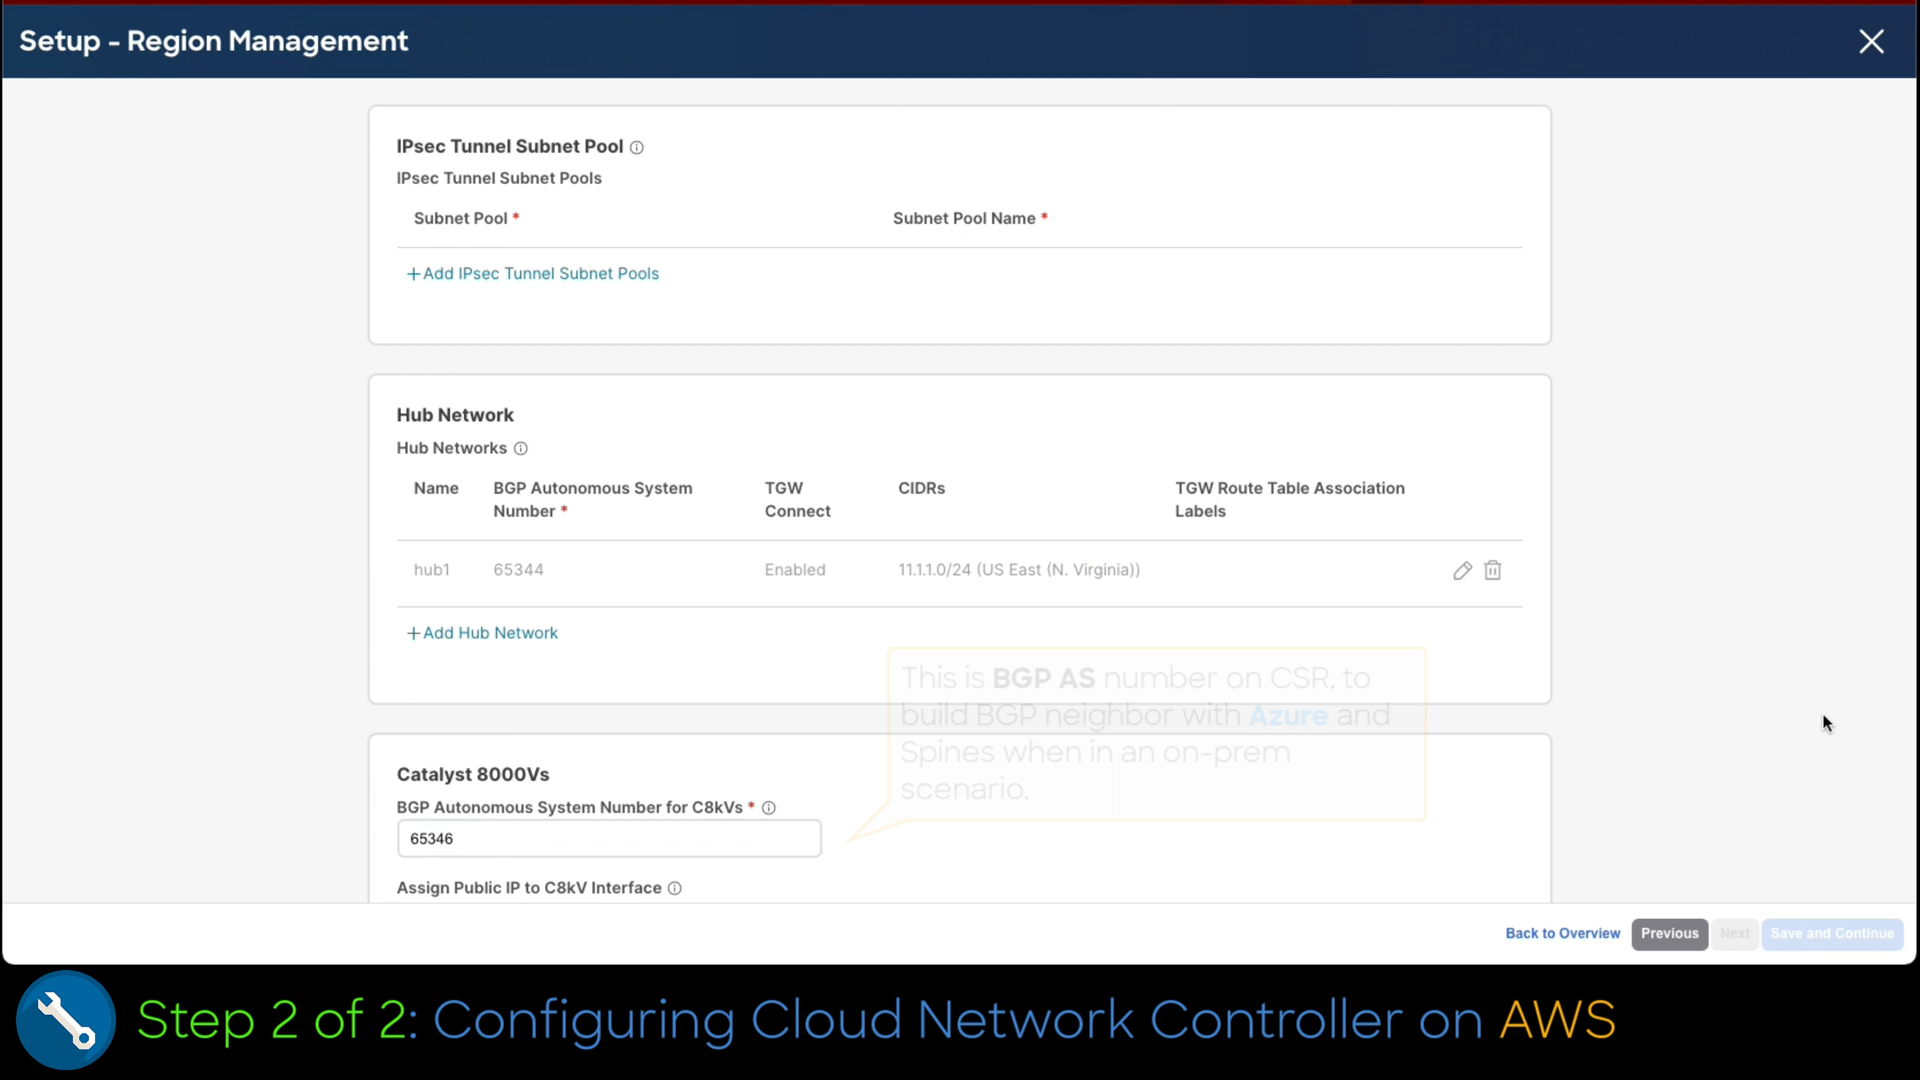 Setup - Region Management
IPsec Tunnel Subnet Pool
IPsec Tunnel Subnet Pools
Subnet Pool *
Subnet Pool Name *
+Add IPsec Tunnel Subnet Pools
Hub Network
Hub Networks
Name
BGP Autonomous System
Number *
TGW
Connect
CIDRs
TGW Route Table Association
Labels
hub1
65344
Enabled
11.1.1.0/24 (US East (N. Virginia))
+Add Hub Network
This is BGP AS number on CSR, to
build BGP neighbor with Azure and
Spines when in an on-prem
scenario.
Catalyst 8000Vs
BGP Autonomous System Number for C8kVs *
65346
Assign Public IP to C8kV Interface
Back to Overview
Previous
Next
Save and Continue
Step 2 of 2: Configuring Cloud Network Controller on AWS